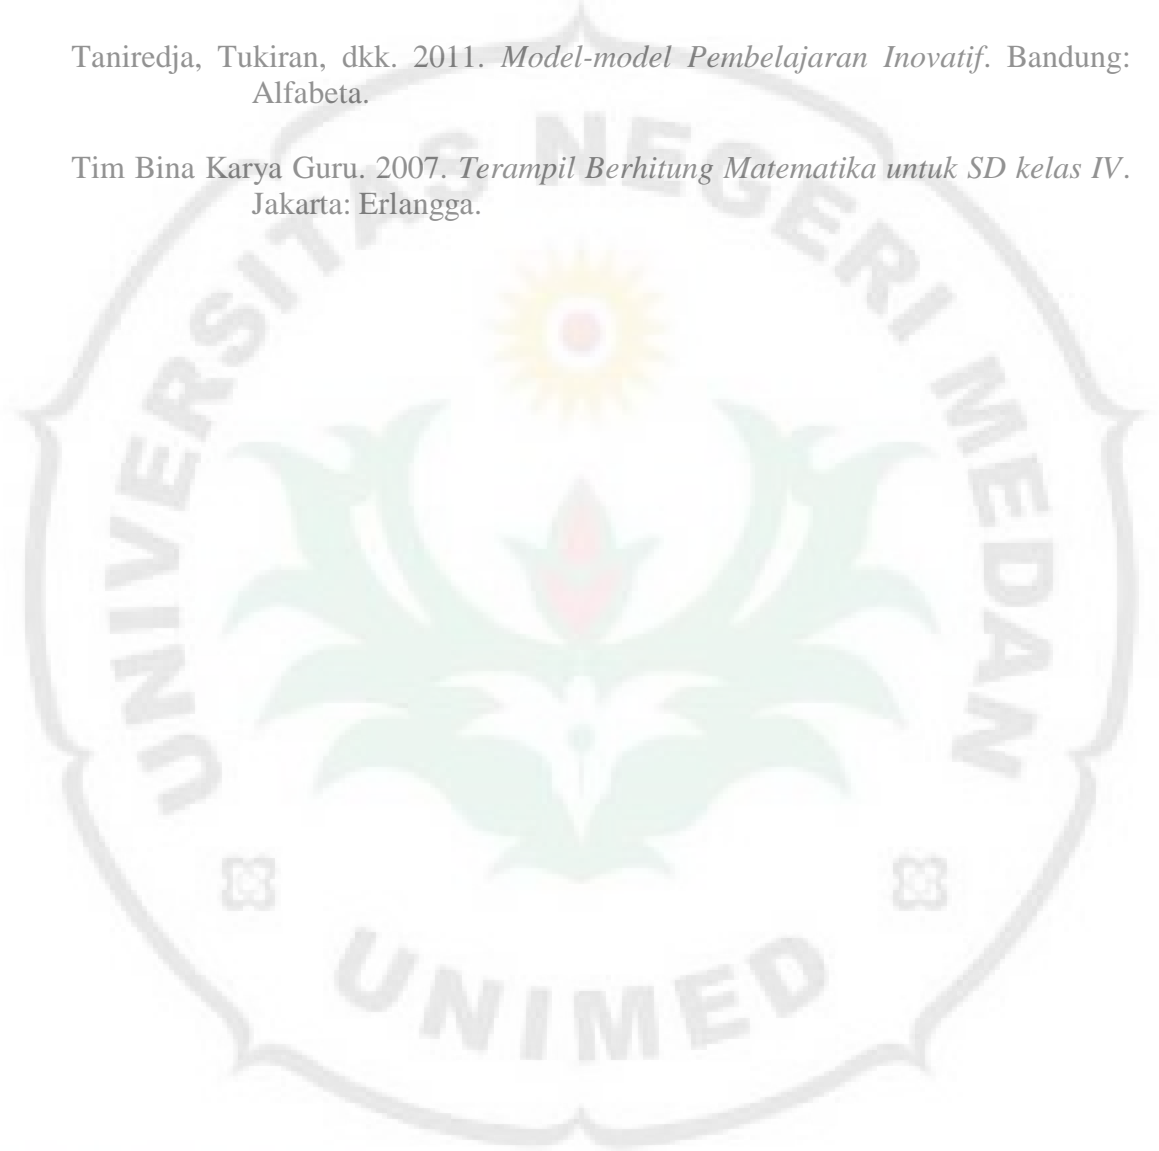 Taniredja, Tukiran, dkk. 2011. Model-model Pembelajaran Inovatif. Bandung:
Alfabeta.
Tim Bina Karya Guru. 2007. Terampil Berhitung Matematika untuk SD kelas IV.
Jakarta: Erlangga.
UNIVERSITAS NEGERI MEDAN
UNIMED